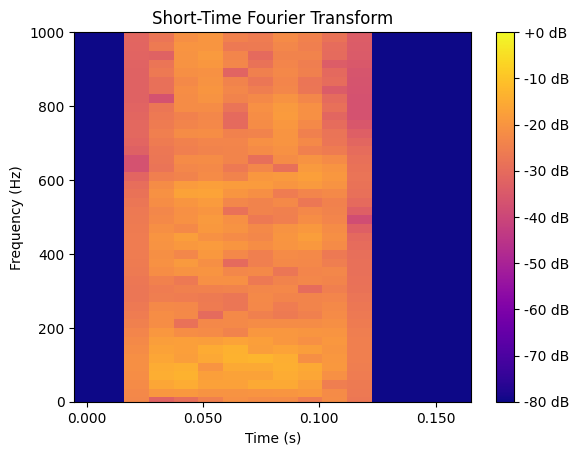 Short-Time Fourier Transform
Frequency (Hz)
1000
800
600
400
200
0
0.000
0.050
0.100
0.150
Time (s)
+0 dB
-10 dB
-20 dB
-30 dB
-40 dB
-50 dB
-60 dB
-70 dB
-80 dB